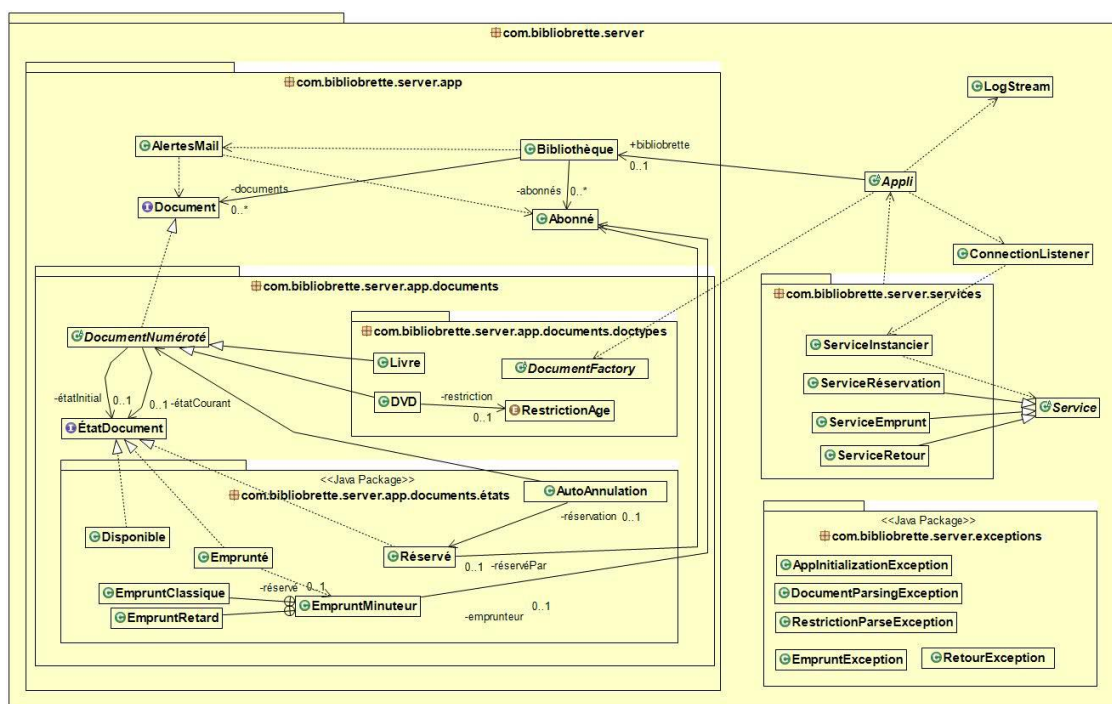 com.bibliobrette.server
com.bibliobrette.server.app
LogStream
AlertesMail
Bibliothèque
+bibliobrette
0..1
Appli
-documents
-abonnés
0..*
Document
0..*
Abonné
ConnectionListener
com.bibliobrette.server.app.documents
com.bibliobrette.server.services
com.bibliobrette.server.app.documents.doctypes
DocumentNuméroté
ServiceInstancier
Livre
DocumentFactory
ServiceRéservation
-étatInitial
0..1
0..1
-étatCourant
DVD
-restriction
0..1
RestrictionAge
Service
ServiceEmprunt
ÉtatDocument
ServiceRetour
<<Java Package>>
com.bibliobrette.server.app.documents.états
AutoAnnulation
-réservation
0..1
<<Java Package>>
com.bibliobrette.server.exceptions
Disponible
Emprunté
Réservé
0..1
-réservéPar
AppInitializationException
-réservé
0..1
EmpruntClassique
EmpruntMinuteur
0..1
-emprunteur
EmpruntRetard
DocumentParsingException
RestrictionParseException
EmpruntException
RetourException